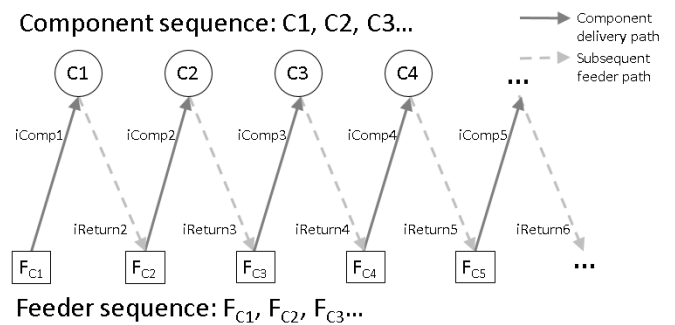 Component sequence: C1, C2, C3...
Component
delivery path
Subsequent
feeder path
C1 C2 C3 C4 ...
iComp1 iComp2 iComp3 iComp4 iComp5
iReturn2 iReturn3 iReturn4 iReturn5 iReturn6
FC1 FC2 FC3 FC4 FC5 ...
Feeder sequence: FC1, FC2, FC3...